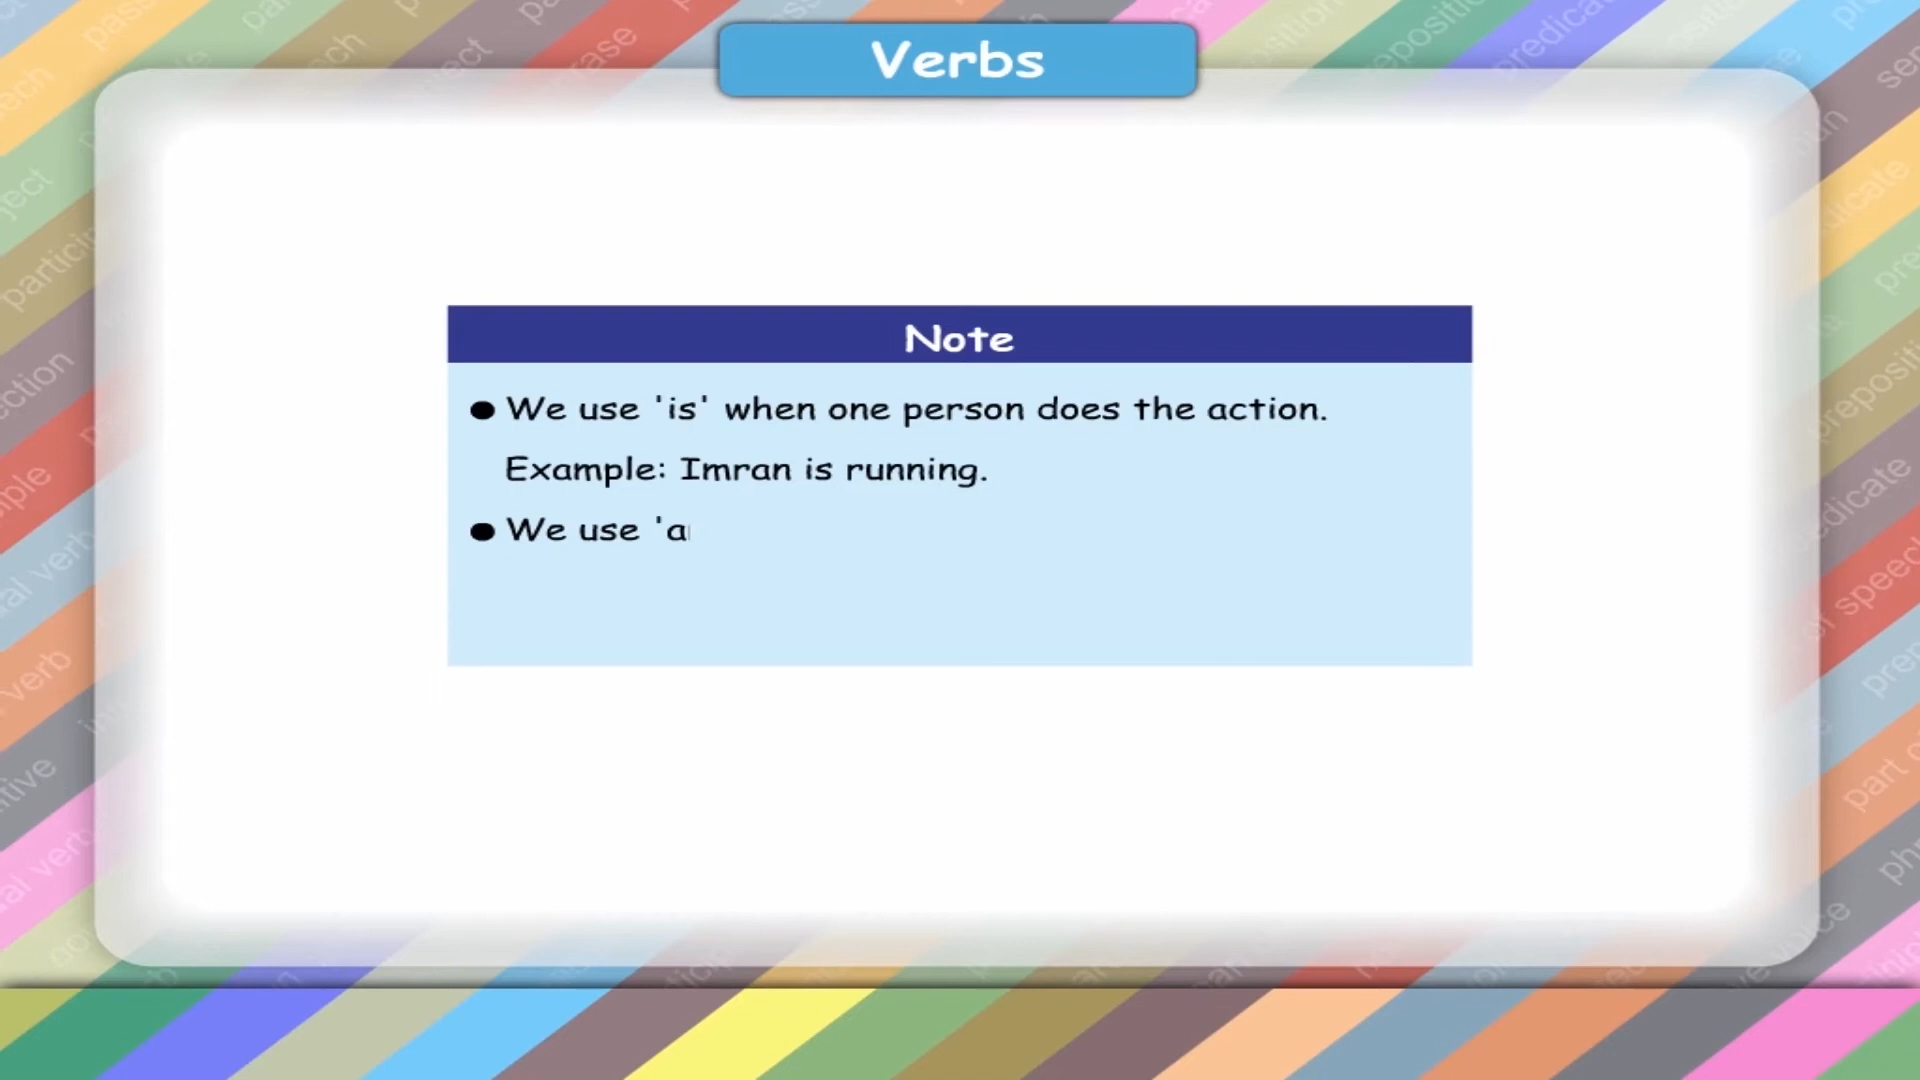 Verbs
Note
● We use 'is' when one person does the action.
Example: Imran is running.
● We use 'a